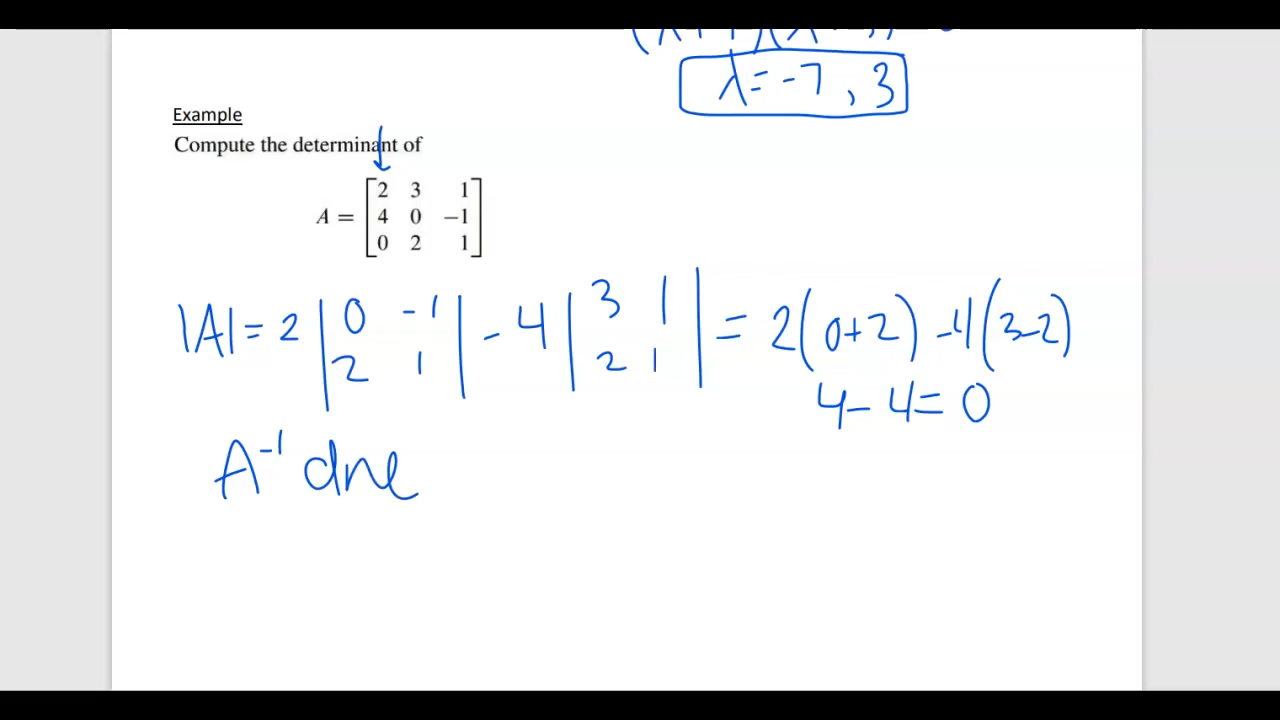 λ = -7, 3
Example
Compute the determinant of
A = [2 3 1
4 0 -1
0 2 1]
|A| = 2 |0 -1| - 4 |3 1| = 2(0+2) -4(3-2)
|2 1| |2 1|
4 - 4 = 0
A⁻¹ dne